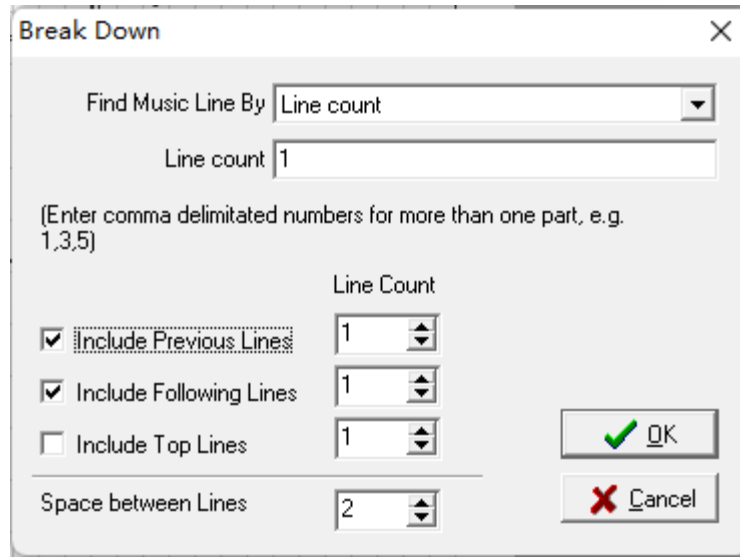 Break Down
Find Music Line By Line count
Line count 1
(Enter comma delimitated numbers for more than one part, e.g.
1,3,5)
Line Count
Include Previous Lines 1
Include Following Lines 1
Include Top Lines 1
OK
Space between Lines 2
Cancel